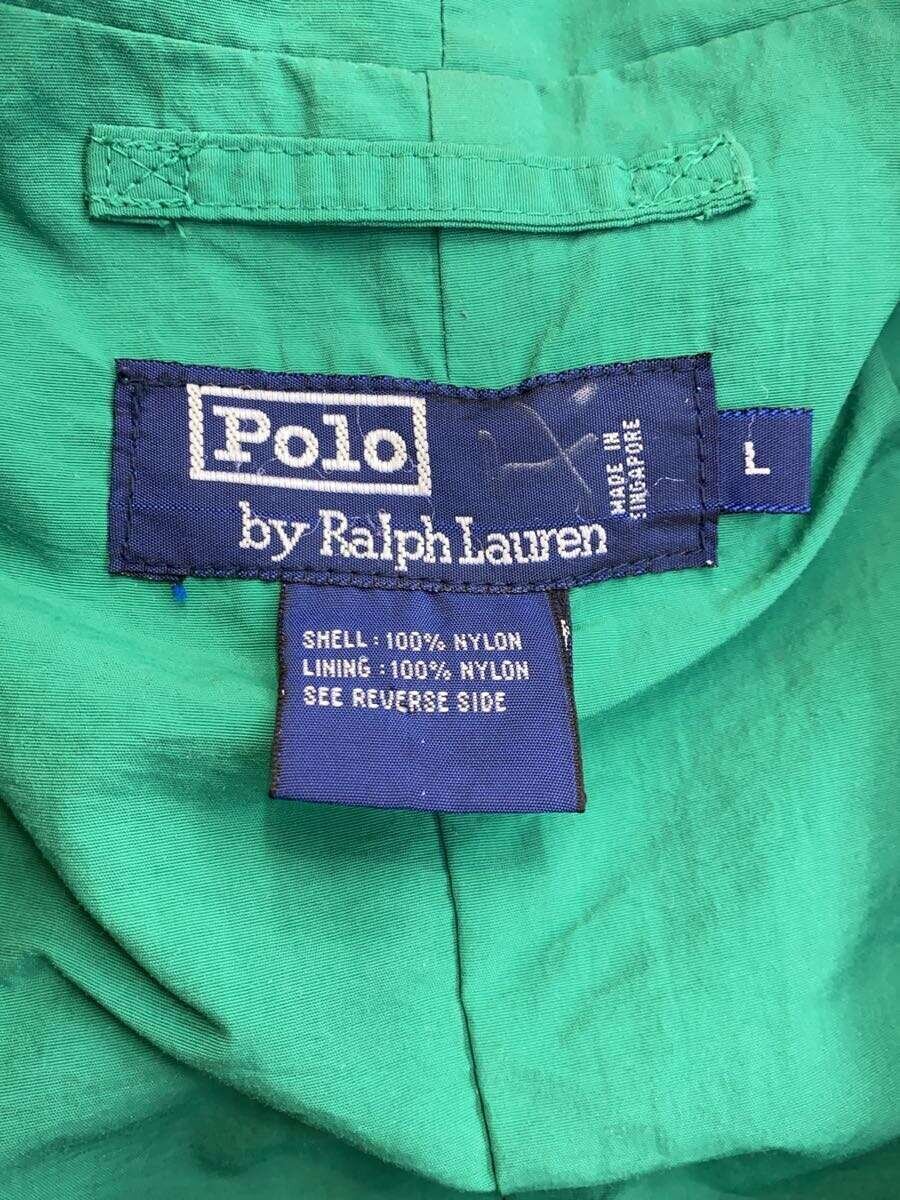 Polo
by Ralph Lauren
MADE IN
SINGAPORE
L
SHELL : 100% NYLON
LINING : 100% NYLON
SEE REVERSE SIDE